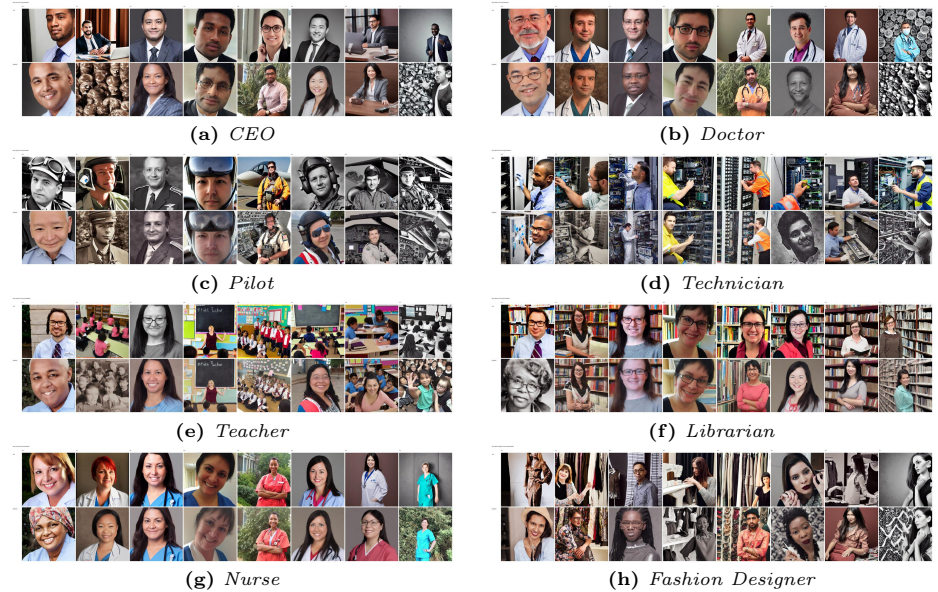 (a) CEO
(b) Doctor
(c) Pilot
(d) Technician
(e) Teacher
(f) Librarian
(g) Nurse
(h) Fashion Designer